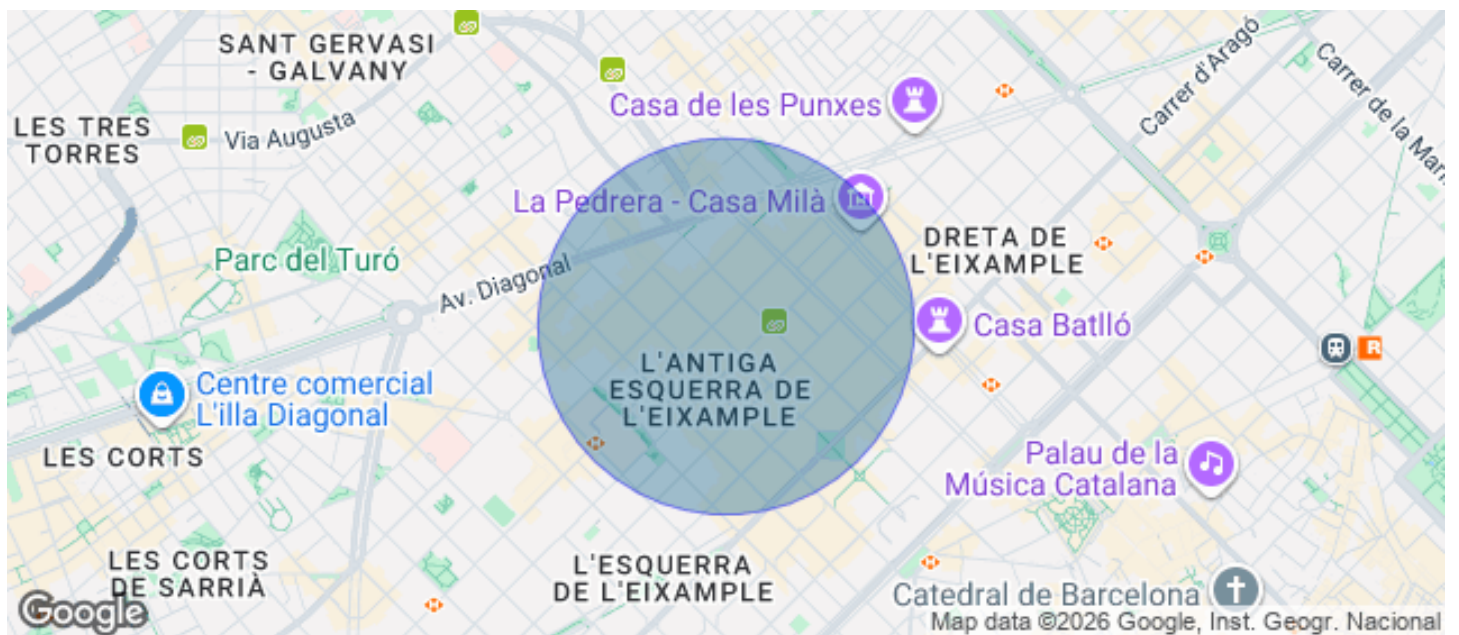 SANT GERVASI
- GALVANY
Casa de les Punxes
Carrer d'Aragó
Carrer de la Mari
LES TRES
TORRES
Via Augusta
La Pedrera - Casa Milà
DRETA DE
L'EIXAMPLE
Parc del Turó
Av. Diagonal
Casa Batlló
R
L'ANTIGA
ESQUERRA DE
L'EIXAMPLE
Centre comercial
L'illa Diagonal
LES CORTS
Palau de la
Música Catalana
LES CORTS
DE SARRIÀ
L'ESQUERRA
DE L'EIXAMPLE
Catedral de Barcelona
Google
Map data ©2026 Google, Inst. Geogr. Nacional